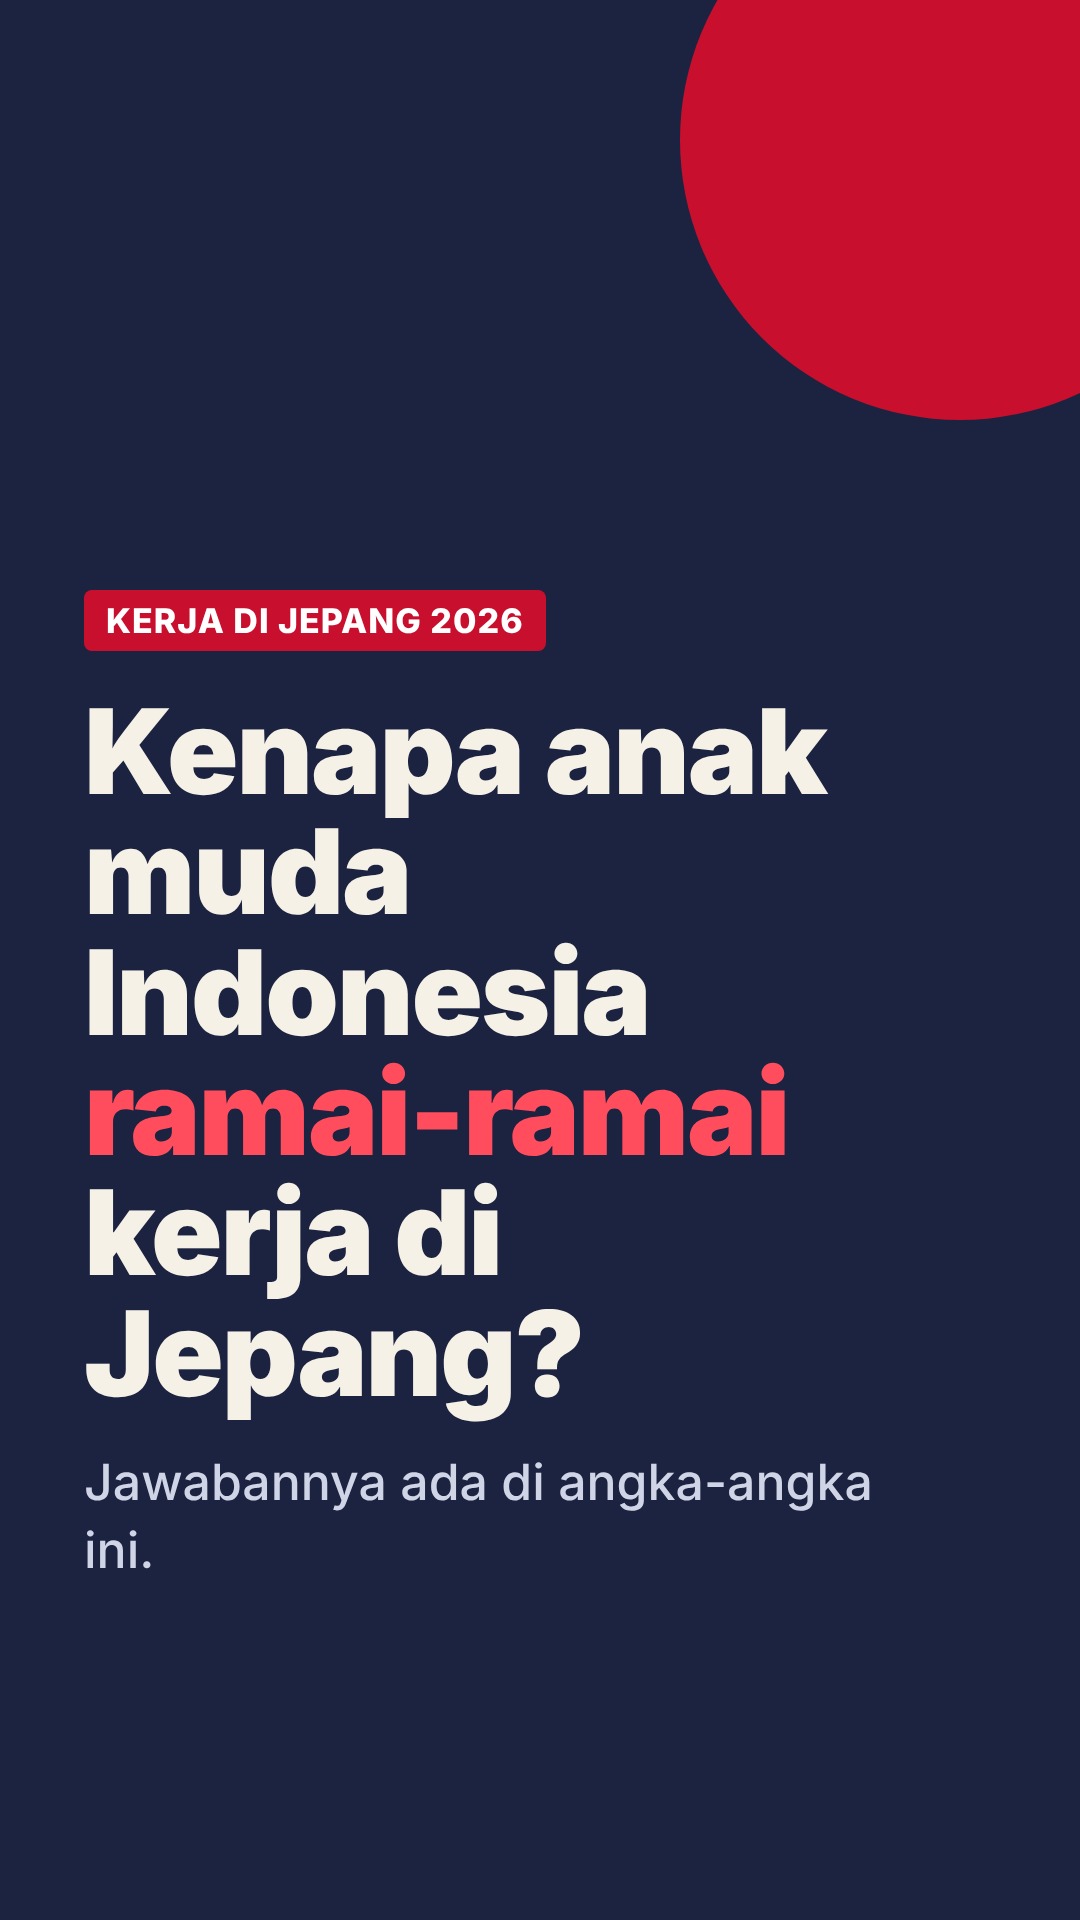 KERJA DI JEPANG 2026
Kenapa anak
muda
Indonesia
ramai-ramai
kerja di
Jepang?
Jawabannya ada di angka-angka
ini.